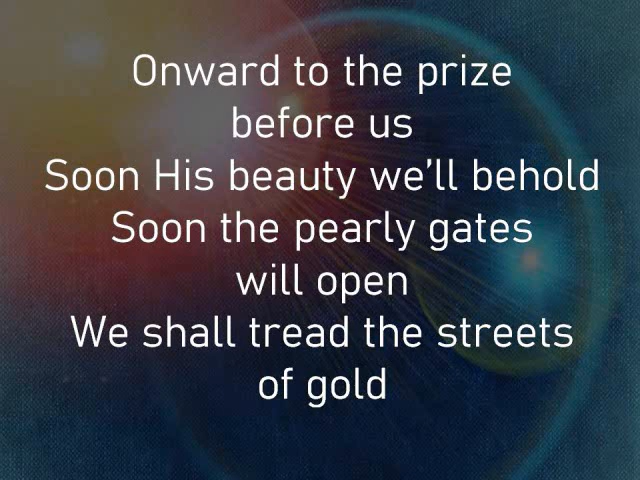 Onward to the prize
before us
Soon His beauty we’ll behold
Soon the pearly gates
will open
We shall tread the streets
of gold